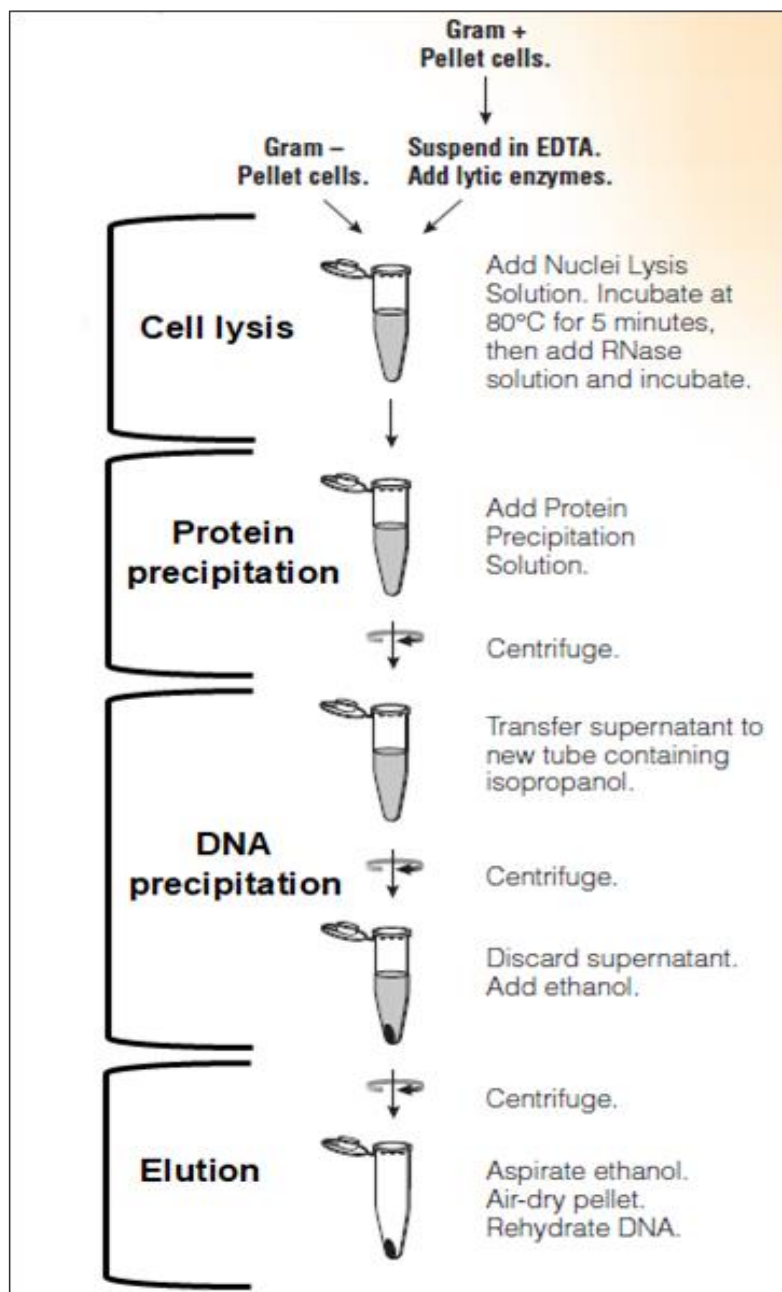 Gram +
Pellet cells.
Gram –
Pellet cells.
Suspend in EDTA.
Add lytic enzymes.
Cell lysis
Add Nuclei Lysis
Solution. Incubate at
80°C for 5 minutes,
then add RNase
solution and incubate.
Protein
precipitation
Add Protein
Precipitation
Solution.
Centrifuge.
DNA
precipitation
Transfer supernatant to
new tube containing
isopropanol.
Centrifuge.
Discard supernatant.
Add ethanol.
Elution
Centrifuge.
Aspirate ethanol.
Air-dry pellet.
Rehydrate DNA.